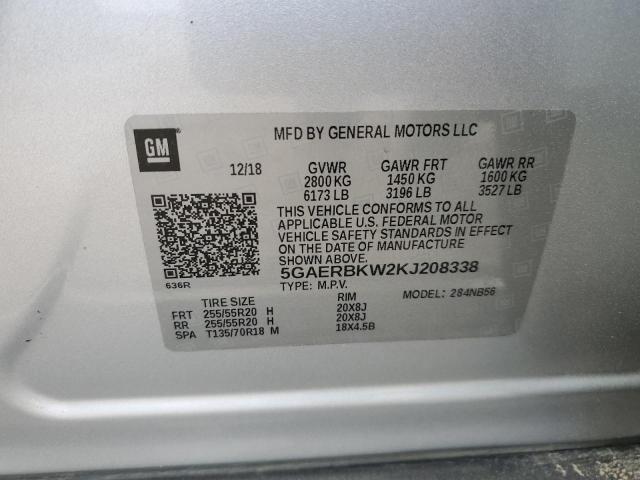 GM
MFD BY GENERAL MOTORS LLC
12/18 GVWR GAWR FRT GAWR RR
2800 KG 1450 KG 1600 KG
6173 LB 3196 LB 3527 LB
THIS VEHICLE CONFORMS TO ALL
APPLICABLE U.S. FEDERAL MOTOR
VEHICLE SAFETY STANDARDS IN EFFECT
ON THE DATE OF MANUFACTURE
SHOWN ABOVE.
5GAERBKW2KJ208338
636R
TYPE: M.P.V. MODEL: 284NB56
TIRE SIZE RIM
FRT 255/55R20 H 20X8J
RR 255/55R20 H 20X8J
SPA T135/70R18 M 18X4.5B